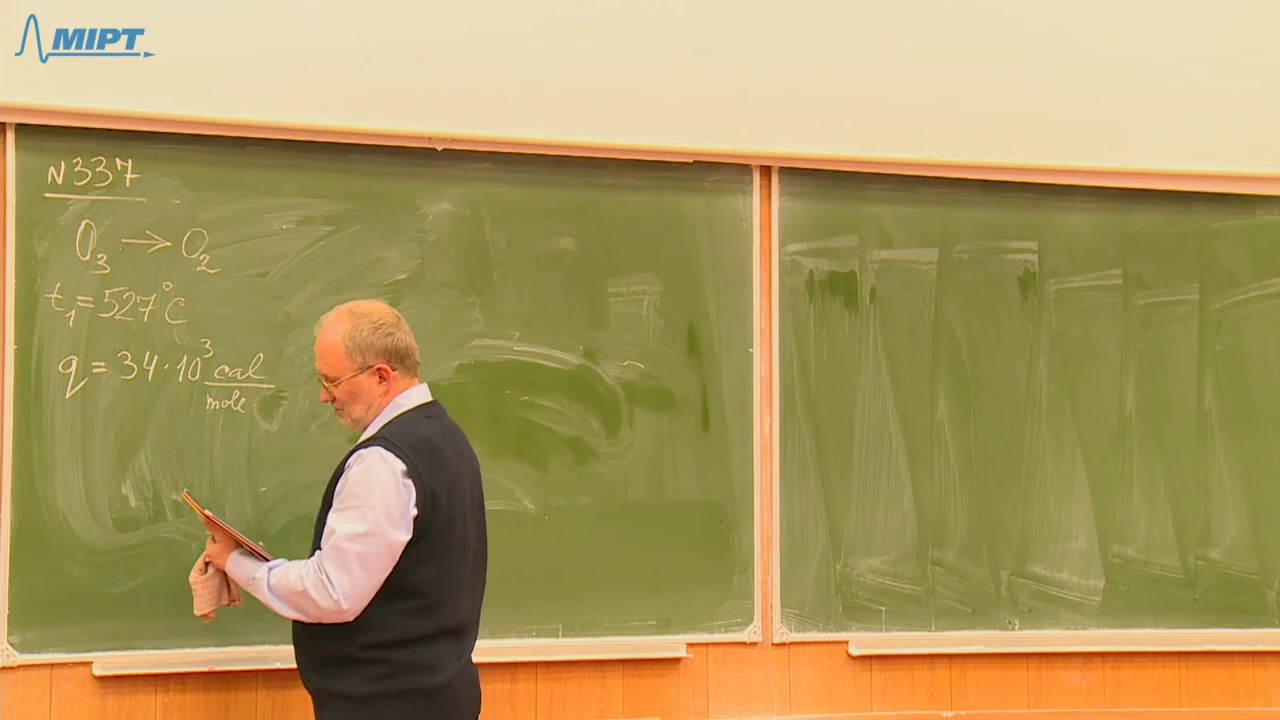 MIPT
N337
O₃ → O₂
t₁ = 527°C
q = 34·10³ cal/mole